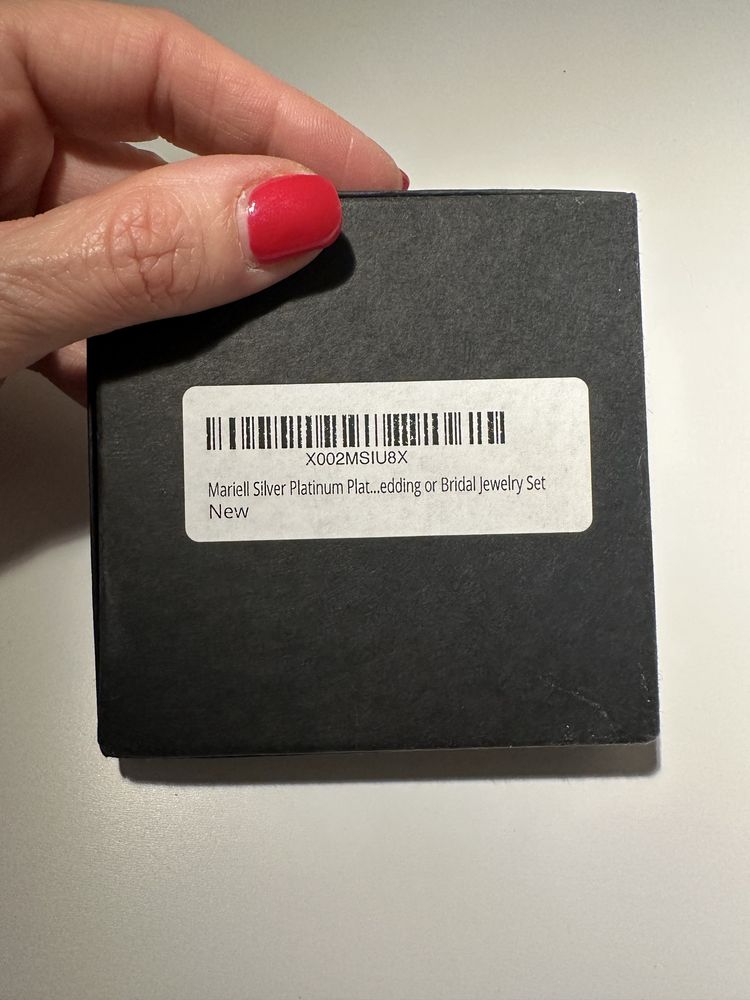 X002MSIU8X
Mariell Silver Platinum Plat...edding or Bridal Jewelry Set
New